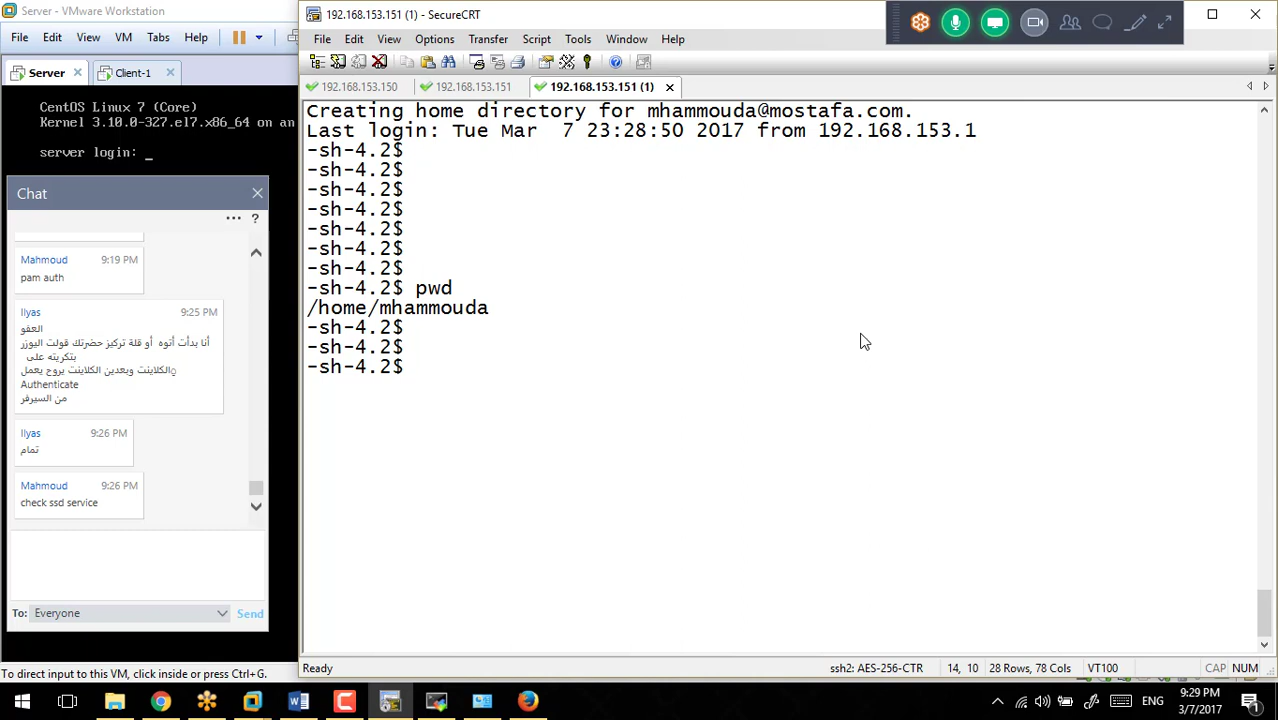 Server - VMware Workstation
File Edit View VM Tabs Help
Server
Client-1
CentOS Linux 7 (Core)
Kernel 3.10.0-327.el7.x86_64 on an
server login: _
Chat
... ?
Mahmoud 9:19 PM
pam auth
Ilyas 9:25 PM
العفو
أنا بدأت أتوه أو قلة تركيز حضرتك قولت اليوزر
بتكريته على
الكلاينت وبعدين الكلاينت بروح يعمل
Authenticate
من السيرفر
Ilyas 9:26 PM
تمام
Mahmoud 9:26 PM
check ssd service
To: Everyone Send
To direct input to this VM, click inside or press Ctrl+G.
192.168.153.151 (1) - SecureCRT
File Edit View Options Transfer Script Tools Window Help
192.168.153.150
192.168.153.151
192.168.153.151 (1)
Creating home directory for mhammouda@mostafa.com.
Last login: Tue Mar  7 23:28:50 2017 from 192.168.153.1
-sh-4.2$
-sh-4.2$
-sh-4.2$
-sh-4.2$
-sh-4.2$
-sh-4.2$
-sh-4.2$
-sh-4.2$ pwd
/home/mhammouda
-sh-4.2$
-sh-4.2$
-sh-4.2$
Ready ssh2: AES-256-CTR 14, 10 28 Rows, 78 Cols VT100 CAP NUM
ENG
9:29 PM
3/7/2017